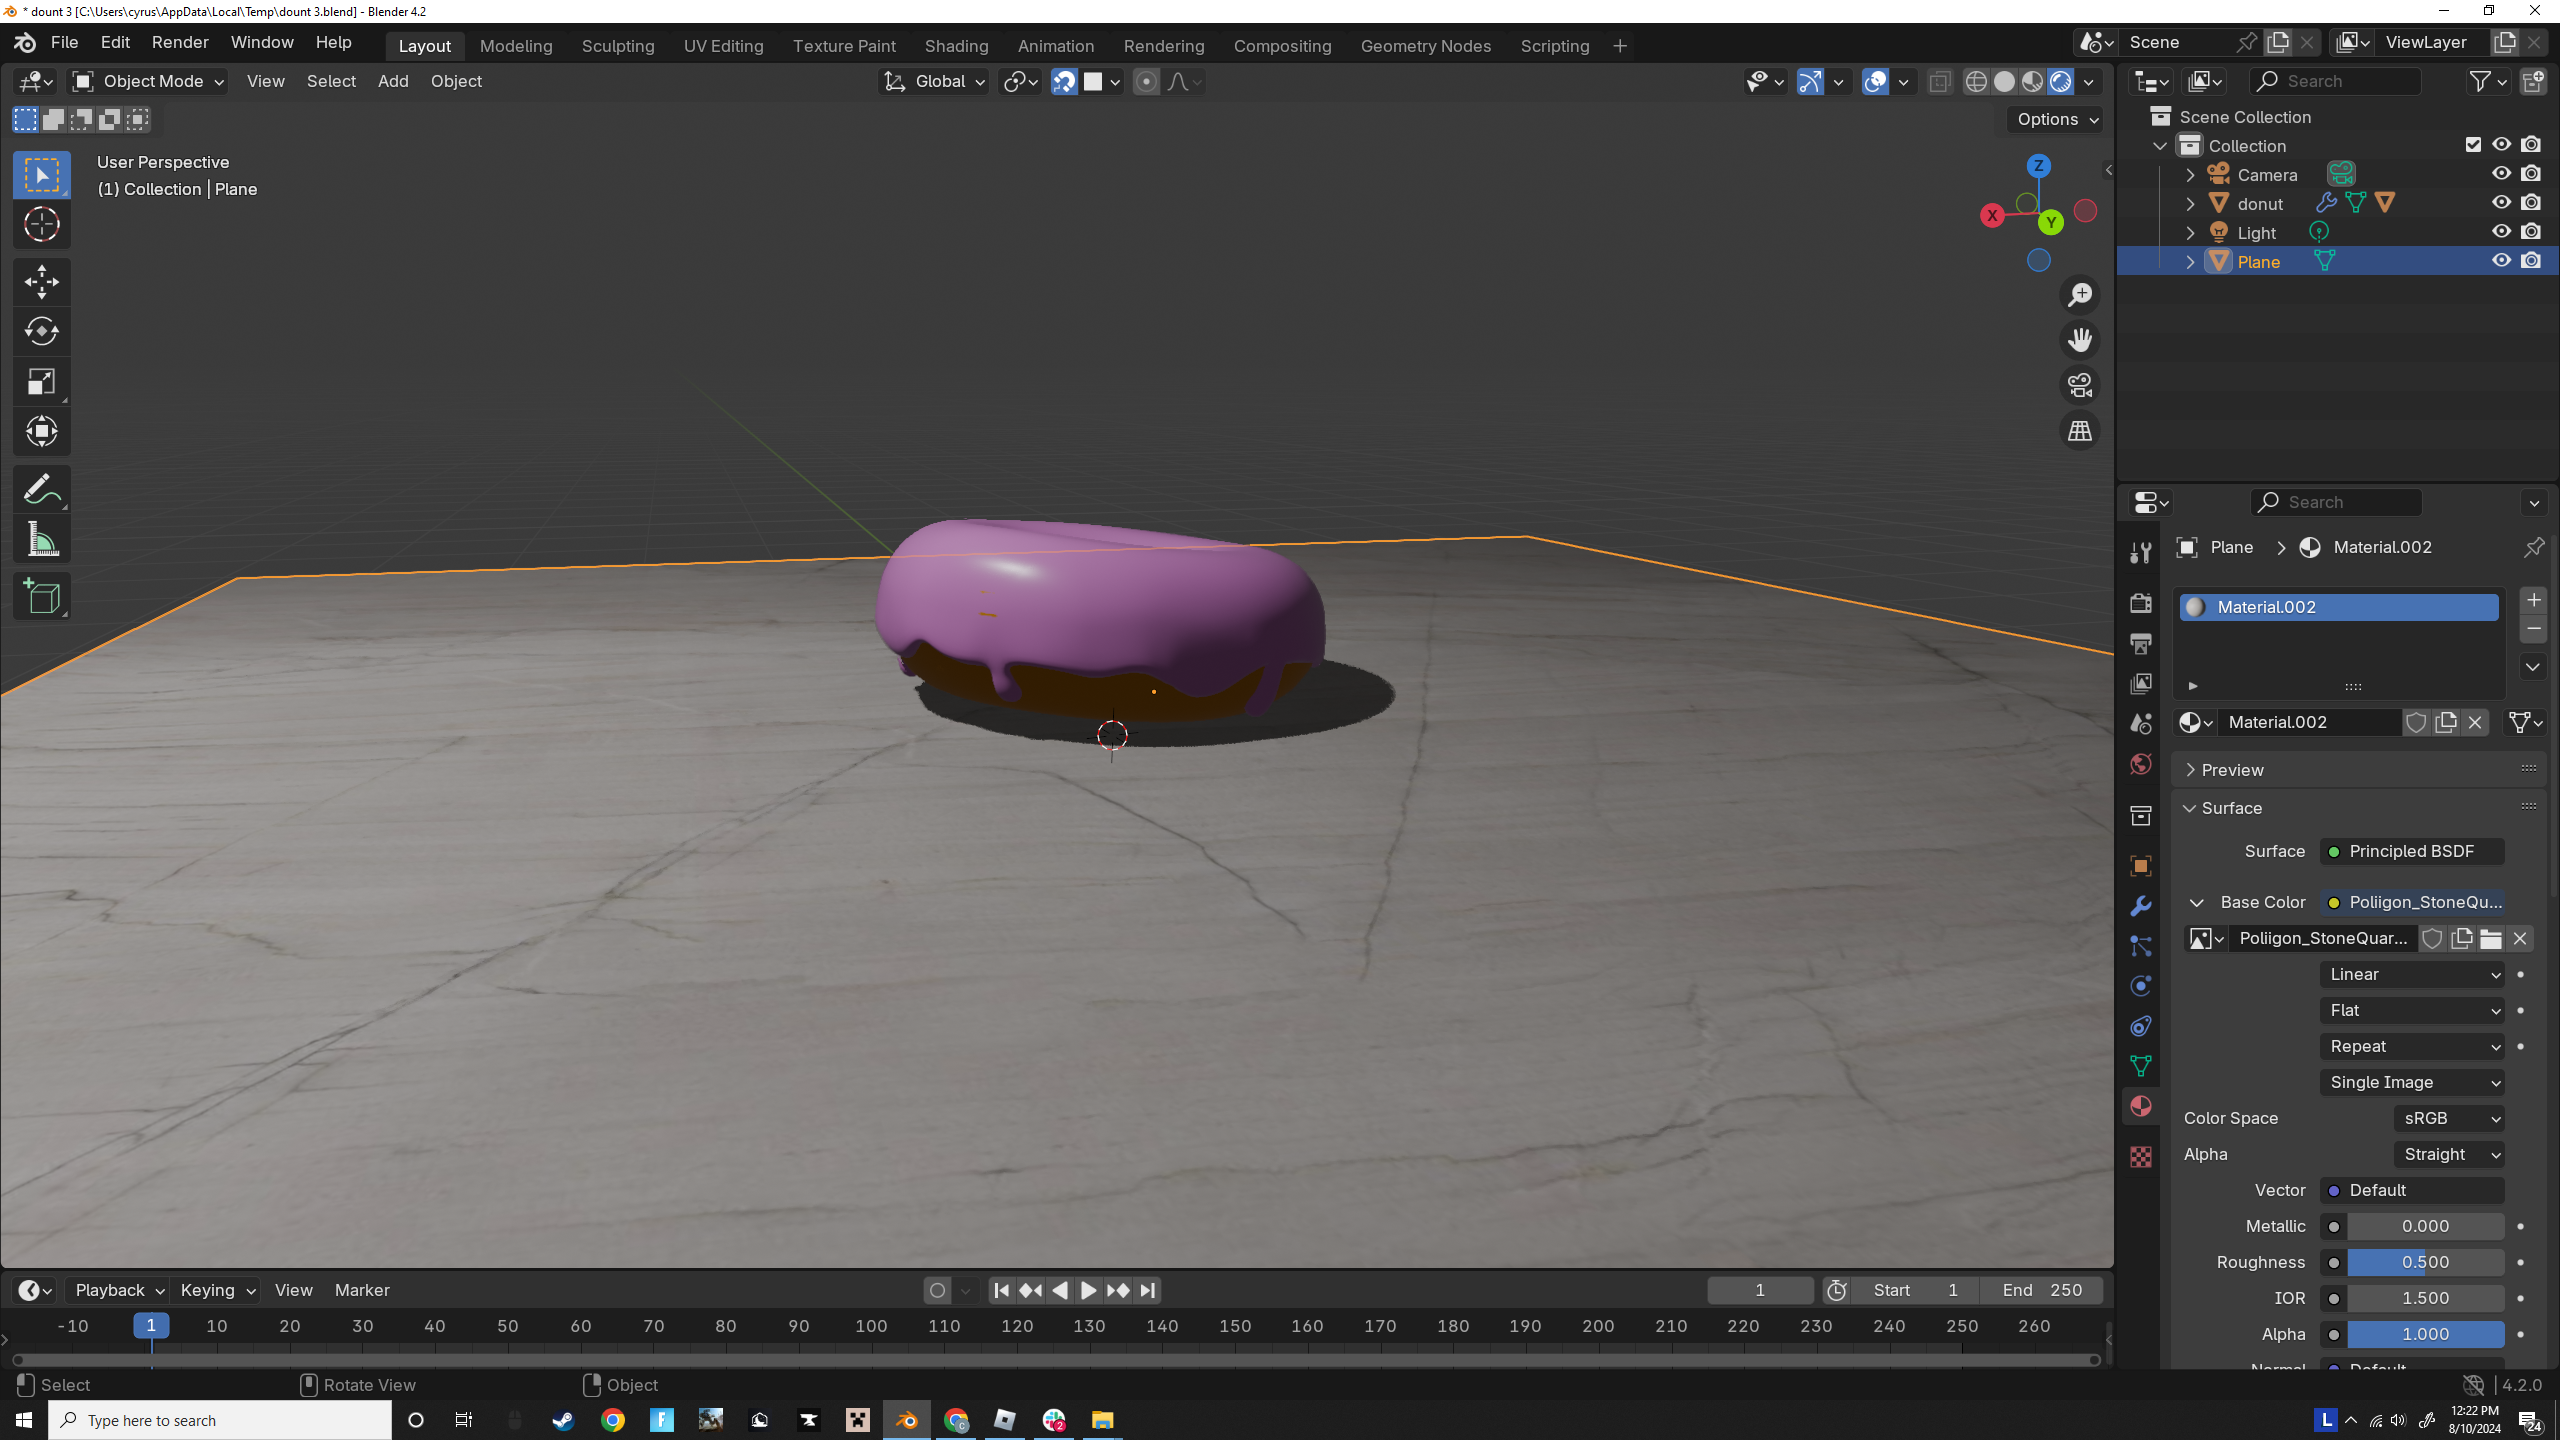 * dount 3 [C:\Users\cyrus\AppData\Local\Temp\dount 3.blend] - Blender 4.2
File Edit Render Window Help Layout Modeling Sculpting UV Editing Texture Paint Shading Animation Rendering Compositing Geometry Nodes Scripting Scene ViewLayer
Object Mode View Select Add Object Global Search
Options
User Perspective
(1) Collection | Plane
Z
X
Y
Scene Collection
Collection
Camera
donut
Light
Plane
Search
Plane Material.002
Material.002
Material.002
Preview
Surface
Surface Principled BSDF
Base Color Poliigon_StoneQu...
Poliigon_StoneQuar...
Linear
Flat
Repeat
Single Image
Color Space sRGB
Alpha Straight
Vector Default
Metallic 0.000
Roughness 0.500
IOR 1.500
Alpha 1.000
Normal Default
Playback Keying View Marker 1 Start 1 End 250
-10 1 10 20 30 40 50 60 70 80 90 100 110 120 130 140 150 160 170 180 190 200 210 220 230 240 250 260
Select Rotate View Object 4.2.0
Type here to search
12:22 PM
8/10/2024
24